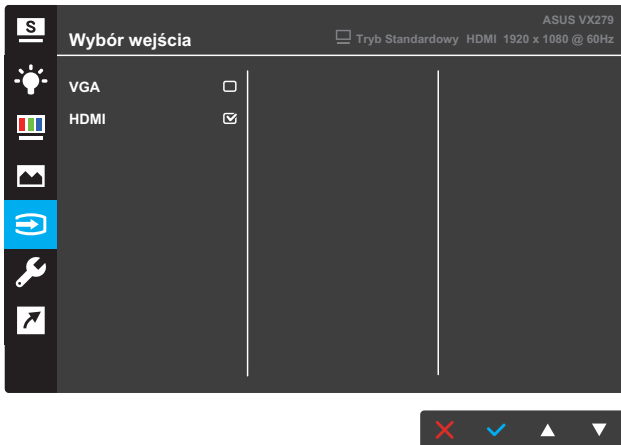 S
ASUS VX279
Wybór wejścia
Tryb Standardowy HDMI 1920 x 1080 @ 60Hz
VGA
HDMI